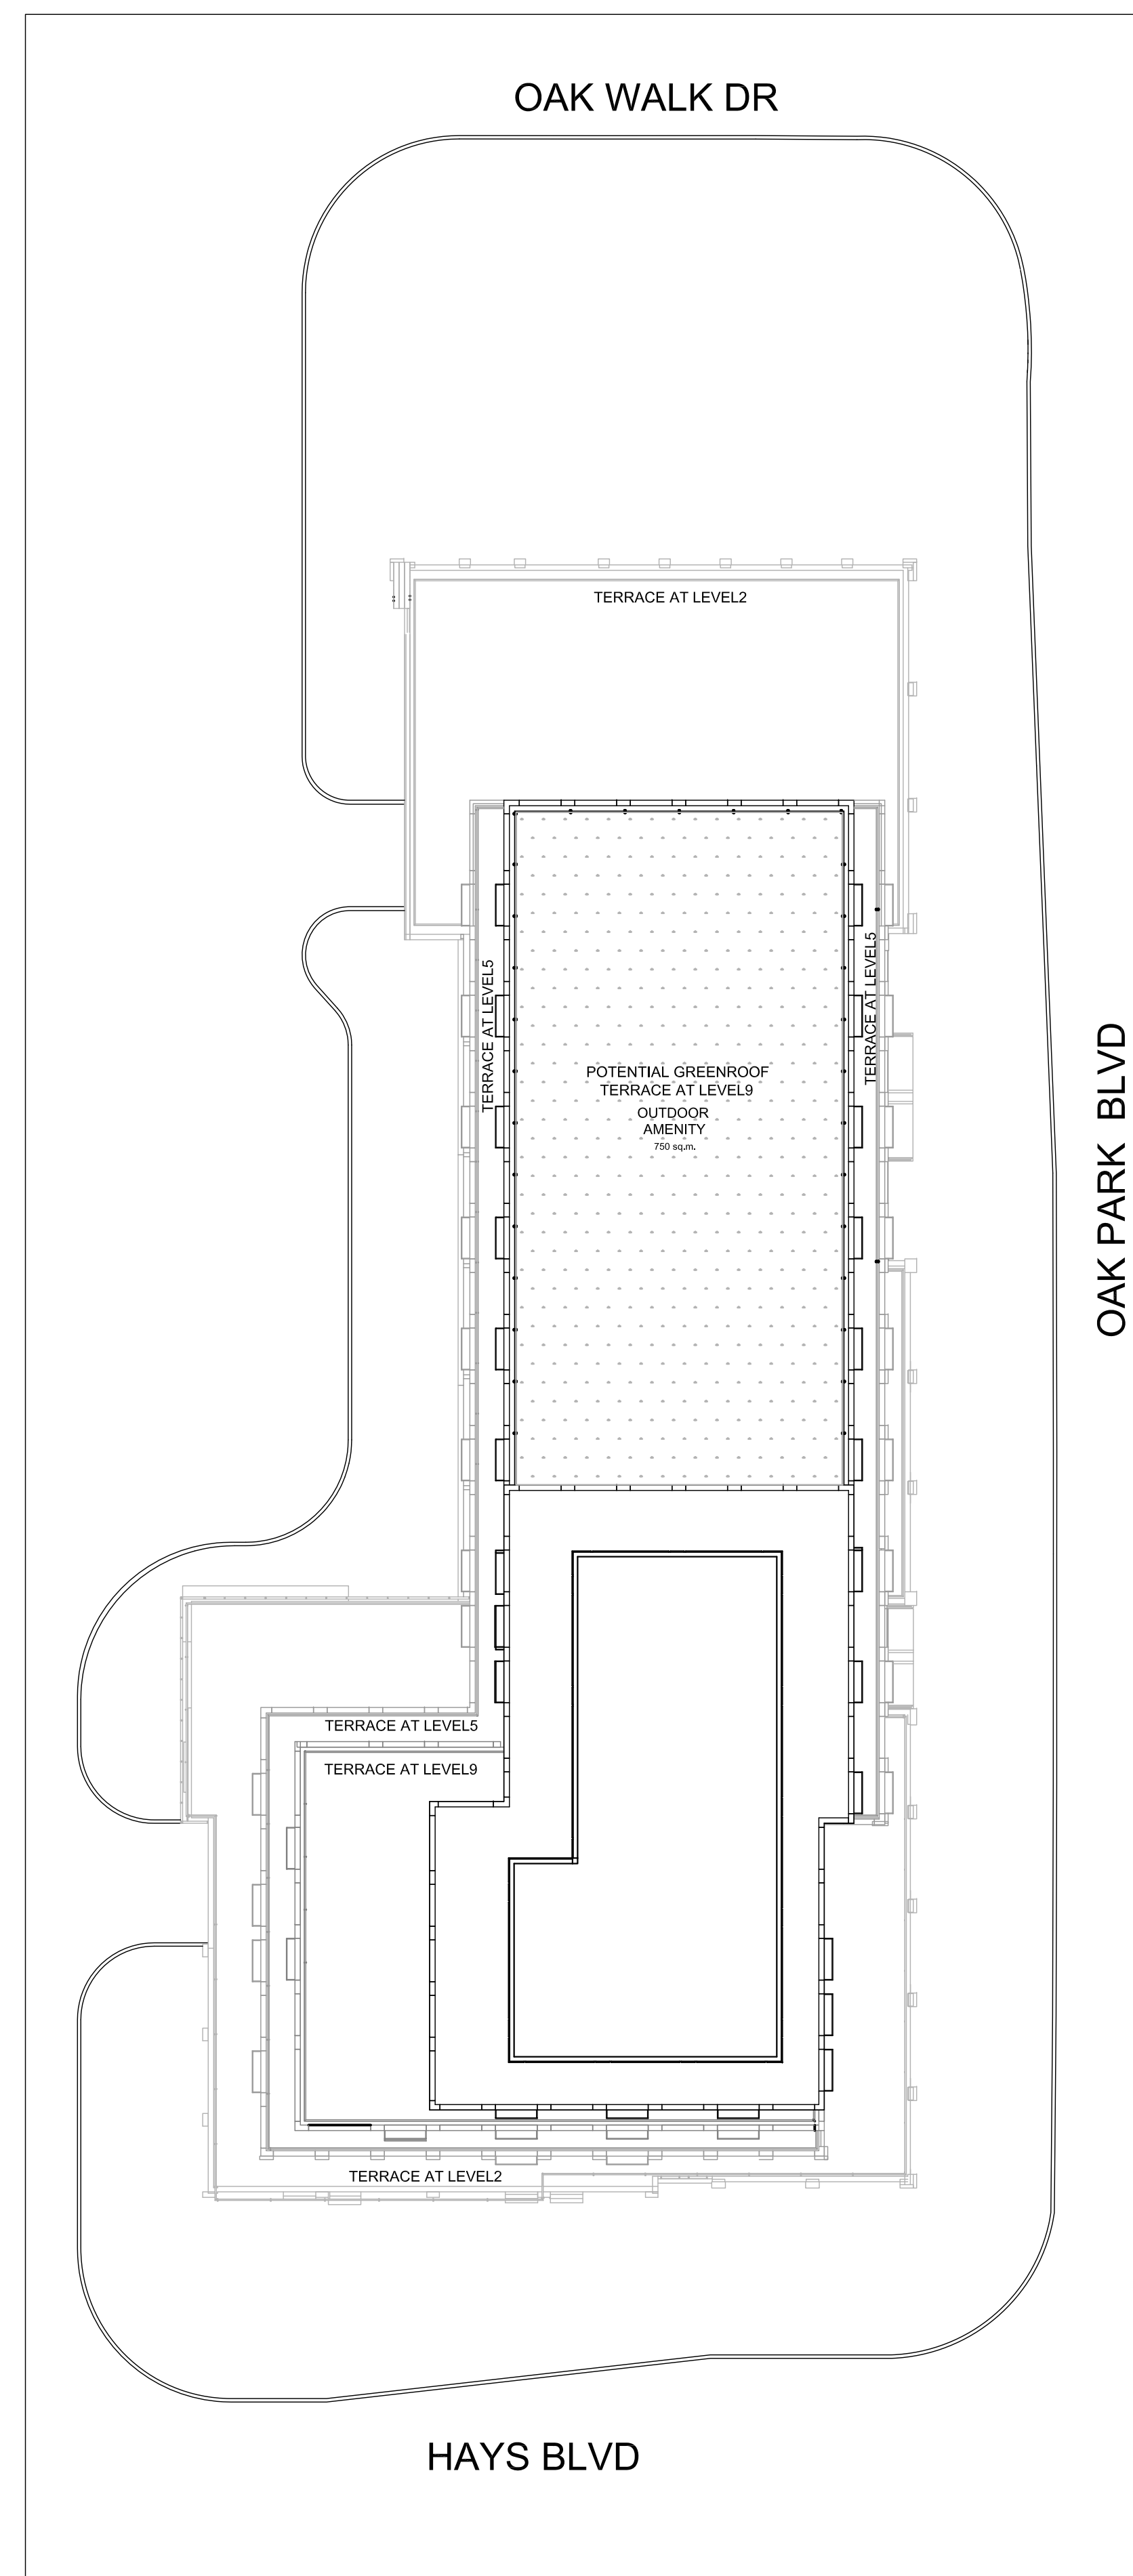 OAK WALK DR
TERRACE AT LEVEL2
TERRACE AT LEVEL5
TERRACE AT LEVEL5
OAK PARK BLVD
POTENTIAL GREENROOF
TERRACE AT LEVEL9
OUTDOOR
AMENITY
750 sq.m.
TERRACE AT LEVEL5
TERRACE AT LEVEL9
TERRACE AT LEVEL2
HAYS BLVD